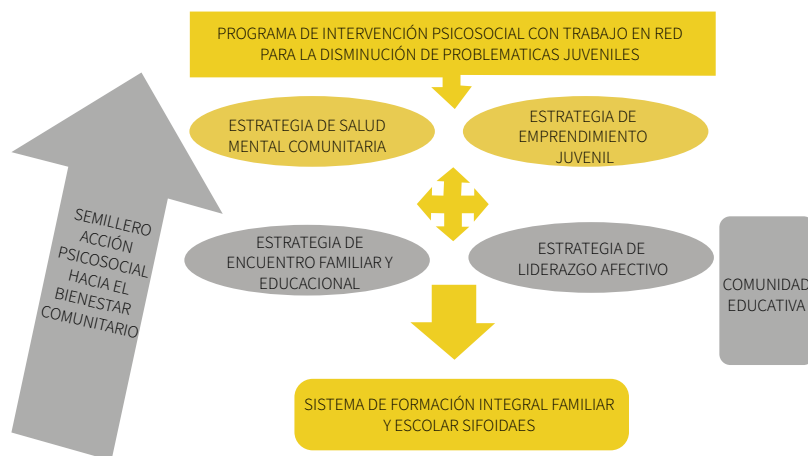 PROGRAMA DE INTERVENCIÓN PSICOSOCIAL CON TRABAJO EN RED
PARA LA DISMINUCIÓN DE PROBLEMATICAS JUVENILES
ESTRATEGIA DE SALUD
MENTAL COMUNITARIA
ESTRATEGIA DE
EMPRENDIMIENTO
JUVENIL
SEMILLERO
ACCIÓN
PSICOSOCIAL
HACIA EL
BIENESTAR
COMUNITARIO
ESTRATEGIA DE
ENCUENTRO FAMILIAR Y
EDUCACIONAL
ESTRATEGIA DE
LIDERAZGO AFECTIVO
COMUNIDAD
EDUCATIVA
SISTEMA DE FORMACIÓN INTEGRAL FAMILIAR
Y ESCOLAR SIFOIDAES